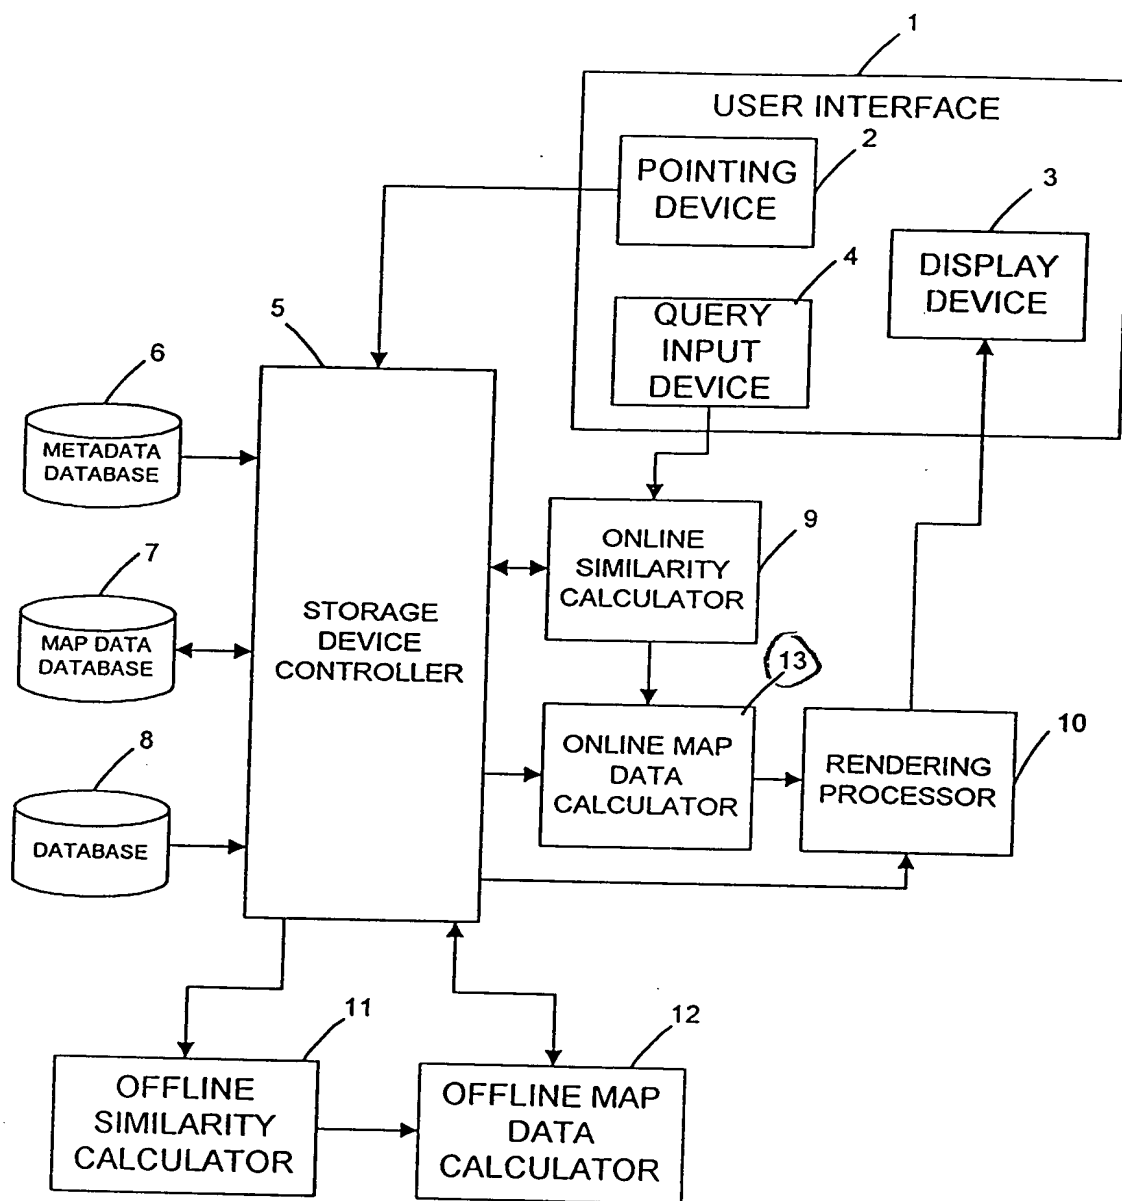 1
USER INTERFACE
2
POINTING
DEVICE
3
DISPLAY
DEVICE
4
QUERY
INPUT
DEVICE
5
STORAGE
DEVICE
CONTROLLER
6
METADATA
DATABASE
7
MAP DATA
DATABASE
8
DATABASE
9
ONLINE
SIMILARITY
CALCULATOR
13
ONLINE MAP
DATA
CALCULATOR
10
RENDERING
PROCESSOR
11
OFFLINE
SIMILARITY
CALCULATOR
12
OFFLINE MAP
DATA
CALCULATOR